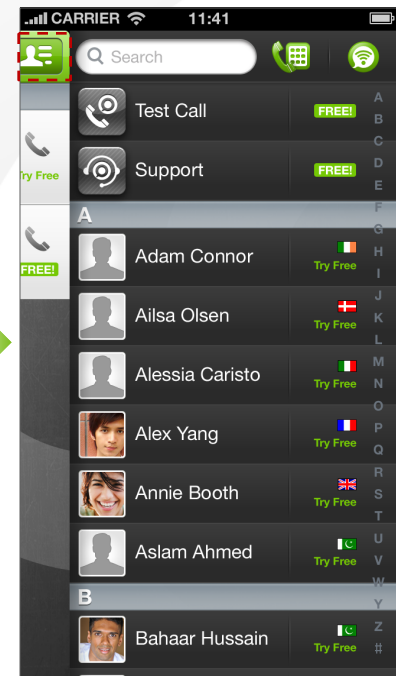 CARRIER 11:41
Search
Test Call FREE!
Try Free
Support FREE!
A
FREE!
Adam Connor Try Free
Ailsa Olsen Try Free
Alessia Caristo Try Free
Alex Yang Try Free
Annie Booth Try Free
Aslam Ahmed Try Free
B
Bahaar Hussain Try Free
A
B
C
D
E
F
G
H
I
J
K
L
M
N
O
P
Q
R
S
T
U
V
W
Y
Z
#